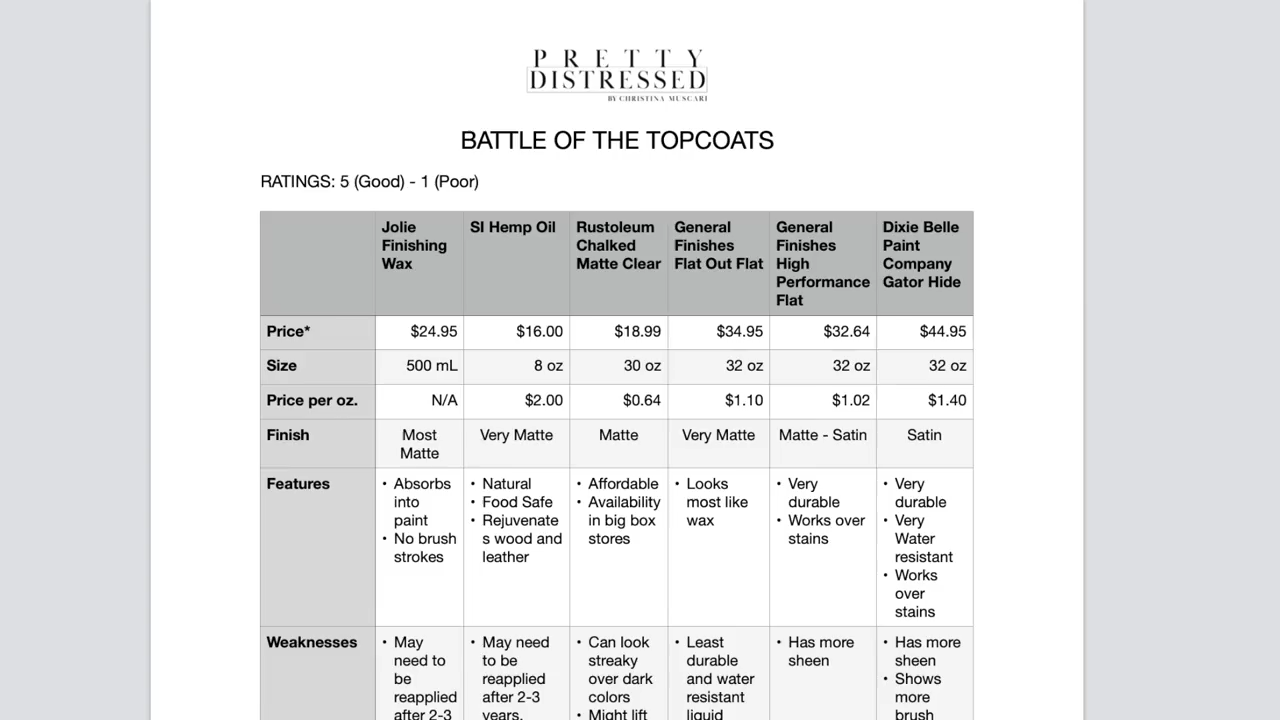 PRETTY
DISTRESSED
BY CHRISTINA MUSCARI
BATTLE OF THE TOPCOATS
RATINGS: 5 (Good) - 1 (Poor)
Jolie Finishing Wax
SI Hemp Oil
Rustoleum Chalked Matte Clear
General Finishes Flat Out Flat
General Finishes High Performance Flat
Dixie Belle Paint Company Gator Hide
Price* $24.95 $16.00 $18.99 $34.95 $32.64 $44.95
Size 500 mL 8 oz 30 oz 32 oz 32 oz 32 oz
Price per oz. N/A $2.00 $0.64 $1.10 $1.02 $1.40
Finish Most Matte Very Matte Matte Very Matte Matte - Satin Satin
Features
• Absorbs into paint
• No brush strokes
• Natural
• Food Safe
• Rejuvenates wood and leather
• Affordable
• Availability in big box stores
• Looks most like wax
• Very durable
• Works over stains
• Very durable
• Very Water resistant
• Works over stains
Weaknesses
• May need to be reapplied after 2-3
• May need to be reapplied after 2-3 years.
• Can look streaky over dark colors
• Might lift
• Least durable and water resistant liquid
• Has more sheen
• Has more sheen
• Shows more brush